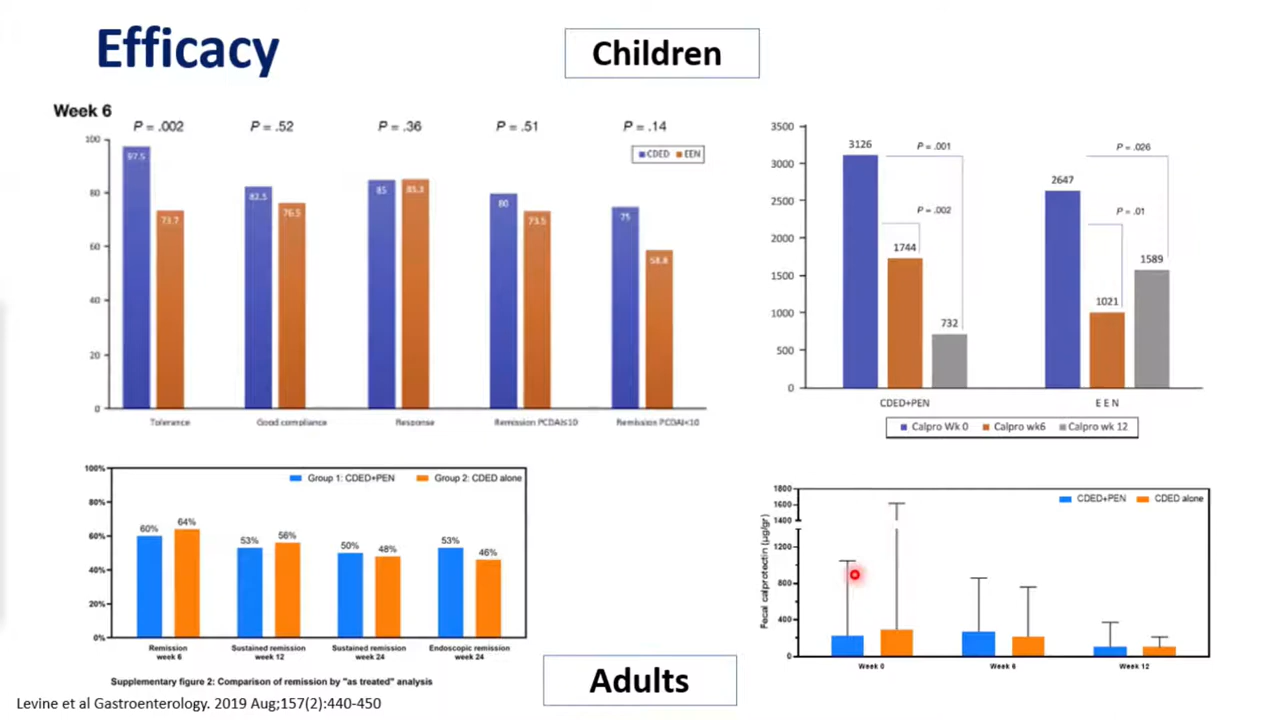 Efficacy
Children
Week 6
P = .002
P = .52
P = .36
P = .51
P = .14
CDED
EEN
100
80
60
40
20
0
97.5
73.7
82.5
76.5
85
85.3
80
73.5
75
58.8
Tolerance
Good compliance
Response
Remission PCDAI≤10
Remission PCDAI<10
3500
3000
2500
2000
1500
1000
500
0
3126
1744
732
2647
1021
1589
P = .001
P = .002
P = .026
P = .01
CDED+PEN
E E N
Calpro Wk 0
Calpro wk6
Calpro wk 12
Group 1: CDED+PEN
Group 2: CDED alone
100%
80%
60%
40%
20%
0%
60%
64%
53%
56%
50%
48%
53%
46%
Remission
week 6
Sustained remission
week 12
Sustained remission
week 24
Endoscopic remission
week 24
Supplementary figure 2: Comparison of remission by "as treated" analysis
Fecal calprotectin (µg/gr)
CDED+PEN
CDED alone
1800
1600
1400
1200
800
400
0
Week 0
Week 6
Week 12
Adults
Levine et al Gastroenterology. 2019 Aug;157(2):440-450